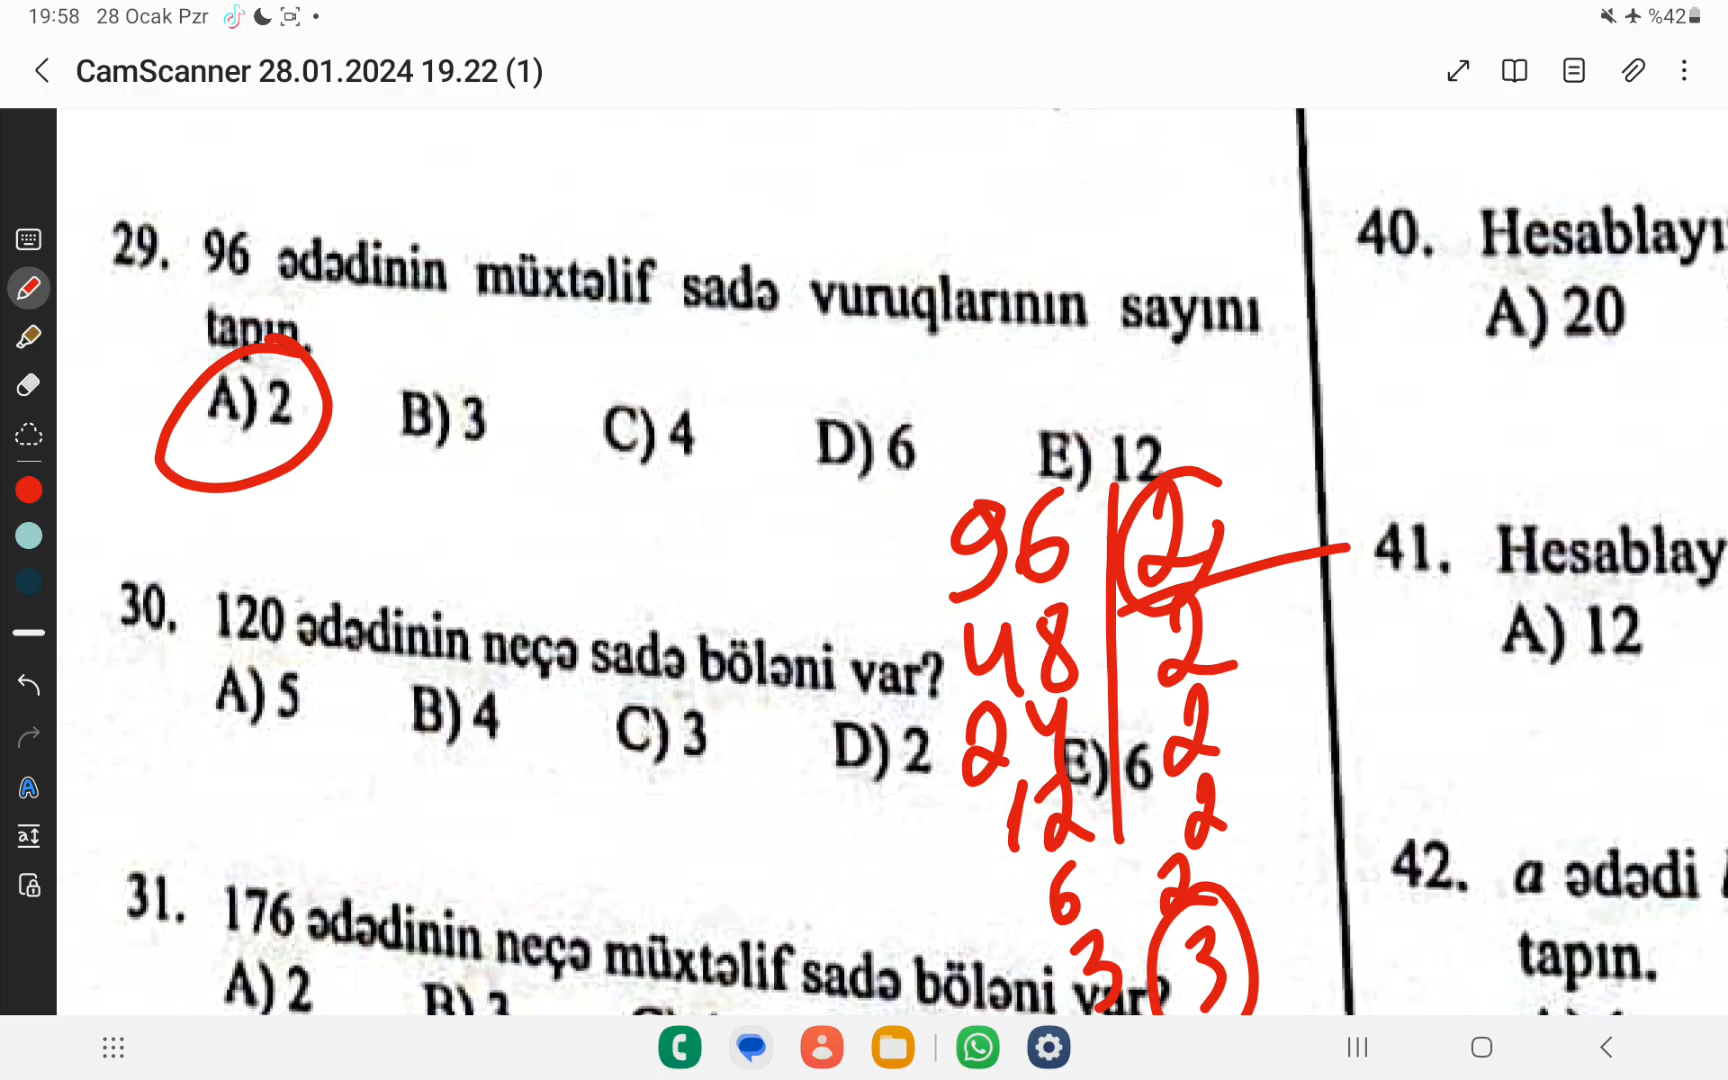 19:58 28 Ocak Pzr
%42
CamScanner 28.01.2024 19.22 (1)
29. 96 ədədinin müxtəlif sadə vuruqlarının sayını
tapın.
A) 2 B) 3 C) 4 D) 6 E) 12
96 2
48 2
24 2
12 2
6 2
3 3
30. 120 ədədinin neçə sadə böləni var?
A) 5 B) 4 C) 3 D) 2 E) 6
31. 176 ədədinin neçə müxtəlif sadə böləni var?
A) 2
40. Hesablayı
A) 20
41. Hesablay
A) 12
42. a ədədi
tapın.